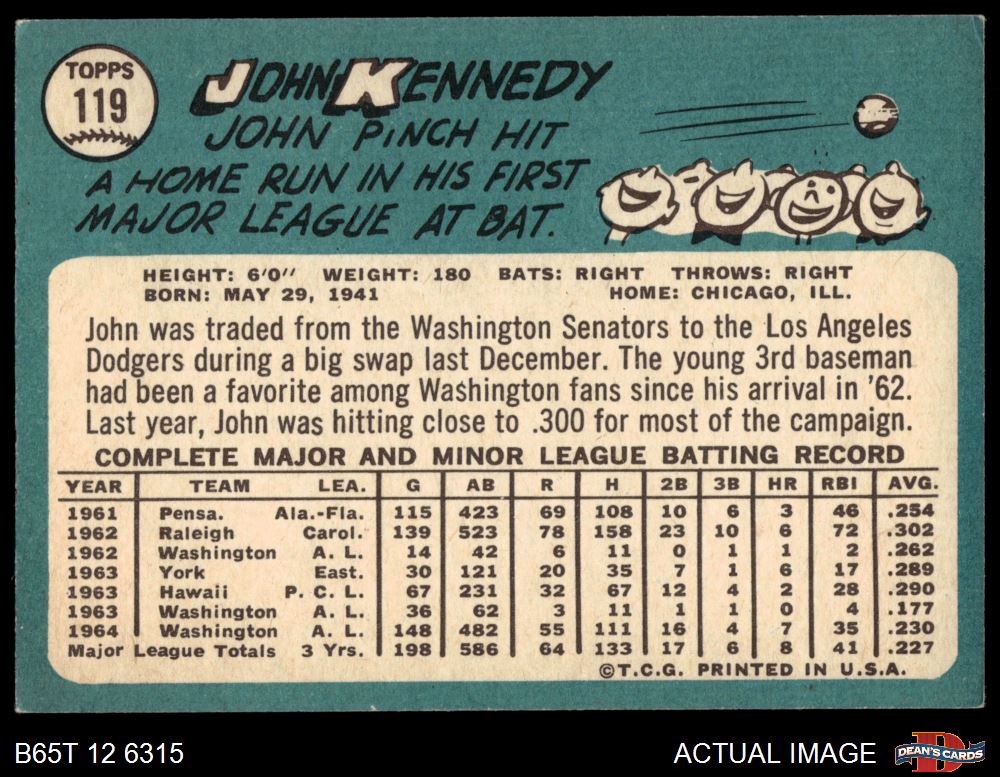 TOPPS
119
JOHN KENNEDY
JOHN PINCH HIT
A HOME RUN IN HIS FIRST
MAJOR LEAGUE AT BAT.
HEIGHT: 6'0" WEIGHT: 180 BATS: RIGHT THROWS: RIGHT
BORN: MAY 29, 1941 HOME: CHICAGO, ILL.
John was traded from the Washington Senators to the Los Angeles
Dodgers during a big swap last December. The young 3rd baseman
had been a favorite among Washington fans since his arrival in '62.
Last year, John was hitting close to .300 for most of the campaign.
COMPLETE MAJOR AND MINOR LEAGUE BATTING RECORD
YEAR TEAM LEA. G AB R H 2B 3B HR RBI AVG.
1961 Pensa. Ala.-Fla. 115 423 69 108 10 6 3 46 .254
1962 Raleigh Carol. 139 523 78 158 23 10 6 72 .302
1962 Washington A. L. 14 42 6 11 0 1 1 2 .262
1963 York East. 30 121 20 35 7 1 6 17 .289
1963 Hawaii P. C. L. 67 231 32 67 12 4 2 28 .290
1963 Washington A. L. 36 62 3 11 1 1 0 4 .177
1964 Washington A. L. 148 482 55 111 16 4 7 35 .230
Major League Totals 3 Yrs. 198 586 64 133 17 6 8 41 .227
©T.C.G. PRINTED IN U.S.A.
B65T 12 6315 ACTUAL IMAGE DEAN'S CARDS